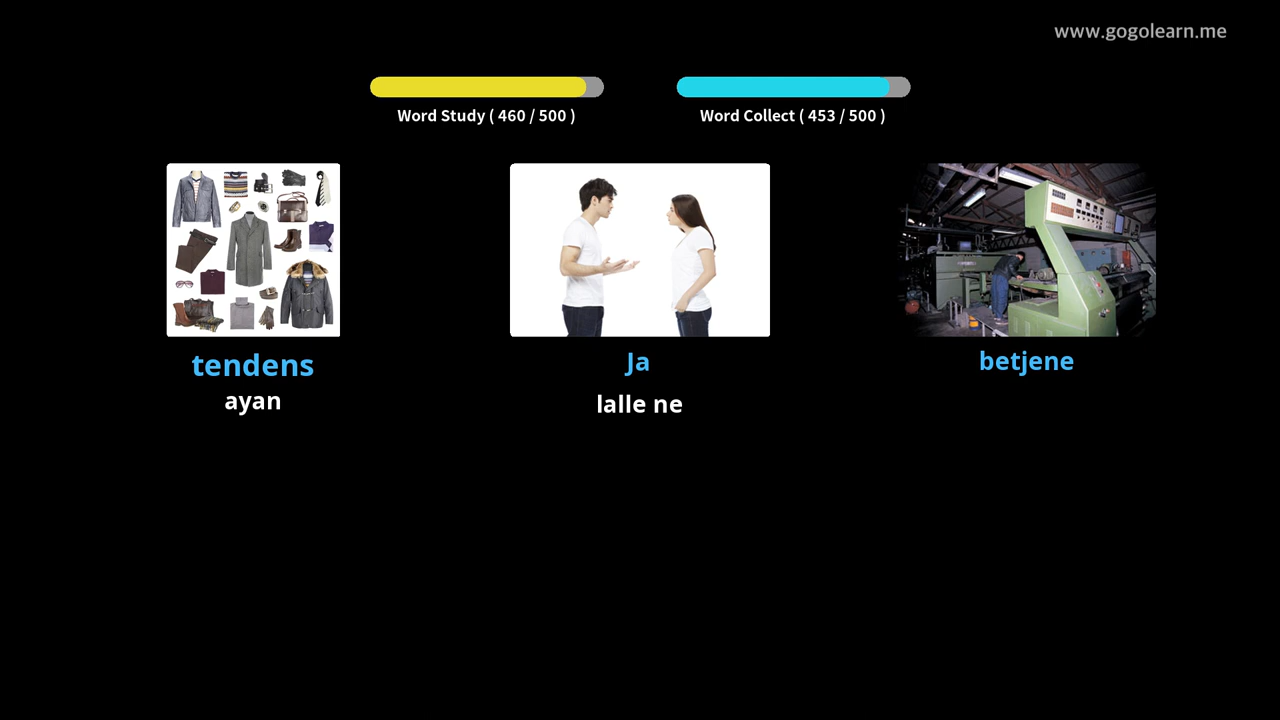 www.gogolearn.me
Word Study ( 460 / 500 )
Word Collect ( 453 / 500 )
tendens
Ja
betjene
ayan
lalle ne